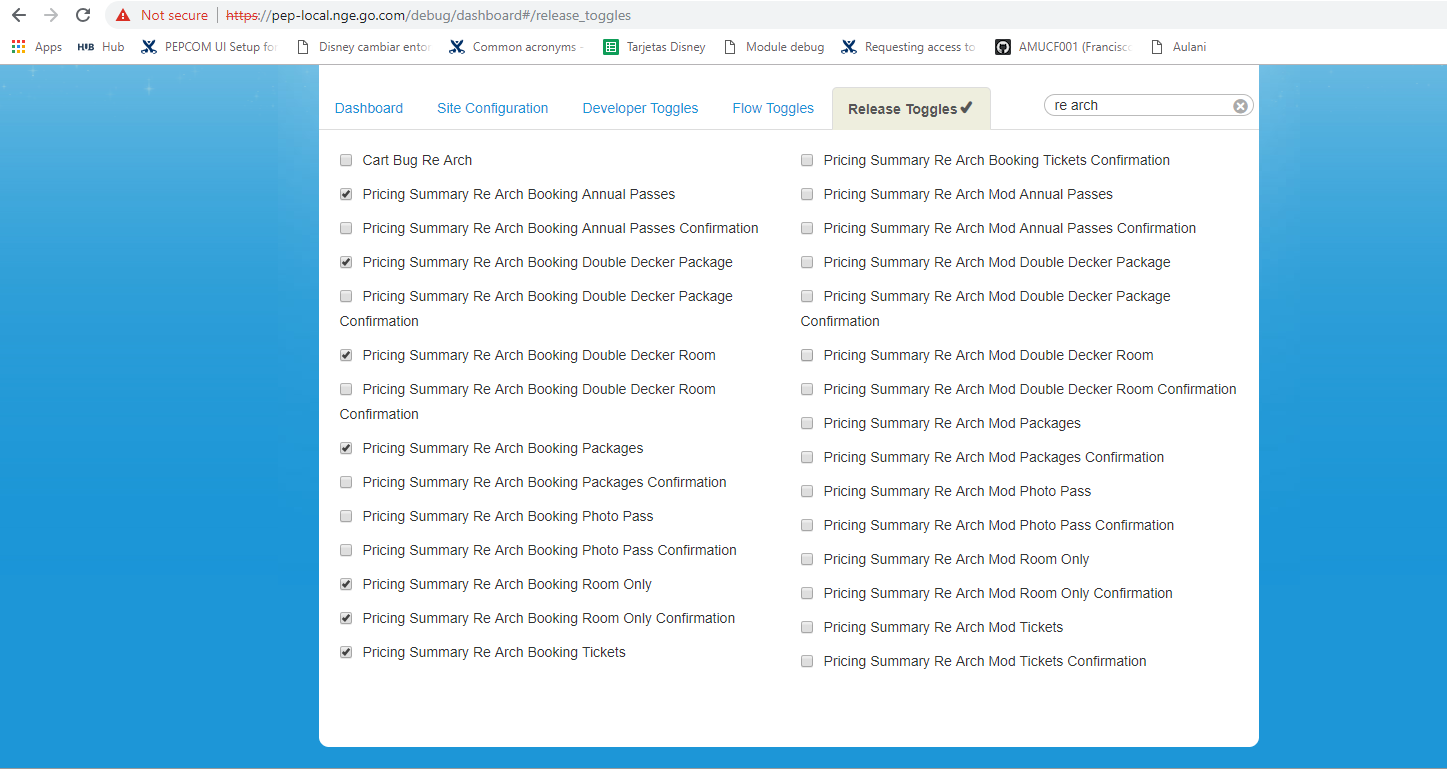 Not secure
https://pep-local.nge.go.com/debug/dashboard#/release_toggles
Apps
HIB Hub
PEPCOM UI Setup for
Disney cambiar entor
Common acronyms -
Tarjetas Disney
Module debug
Requesting access to
AMUCF001 (Francisco
Aulani
Dashboard
Site Configuration
Developer Toggles
Flow Toggles
Release Toggles
re arch
Cart Bug Re Arch
Pricing Summary Re Arch Booking Annual Passes
Pricing Summary Re Arch Booking Annual Passes Confirmation
Pricing Summary Re Arch Booking Double Decker Package
Pricing Summary Re Arch Booking Double Decker Package
Confirmation
Pricing Summary Re Arch Booking Double Decker Room
Pricing Summary Re Arch Booking Double Decker Room
Confirmation
Pricing Summary Re Arch Booking Packages
Pricing Summary Re Arch Booking Packages Confirmation
Pricing Summary Re Arch Booking Photo Pass
Pricing Summary Re Arch Booking Photo Pass Confirmation
Pricing Summary Re Arch Booking Room Only
Pricing Summary Re Arch Booking Room Only Confirmation
Pricing Summary Re Arch Booking Tickets
Pricing Summary Re Arch Booking Tickets Confirmation
Pricing Summary Re Arch Mod Annual Passes
Pricing Summary Re Arch Mod Annual Passes Confirmation
Pricing Summary Re Arch Mod Double Decker Package
Pricing Summary Re Arch Mod Double Decker Package
Confirmation
Pricing Summary Re Arch Mod Double Decker Room
Pricing Summary Re Arch Mod Double Decker Room Confirmation
Pricing Summary Re Arch Mod Packages
Pricing Summary Re Arch Mod Packages Confirmation
Pricing Summary Re Arch Mod Photo Pass
Pricing Summary Re Arch Mod Photo Pass Confirmation
Pricing Summary Re Arch Mod Room Only
Pricing Summary Re Arch Mod Room Only Confirmation
Pricing Summary Re Arch Mod Tickets
Pricing Summary Re Arch Mod Tickets Confirmation